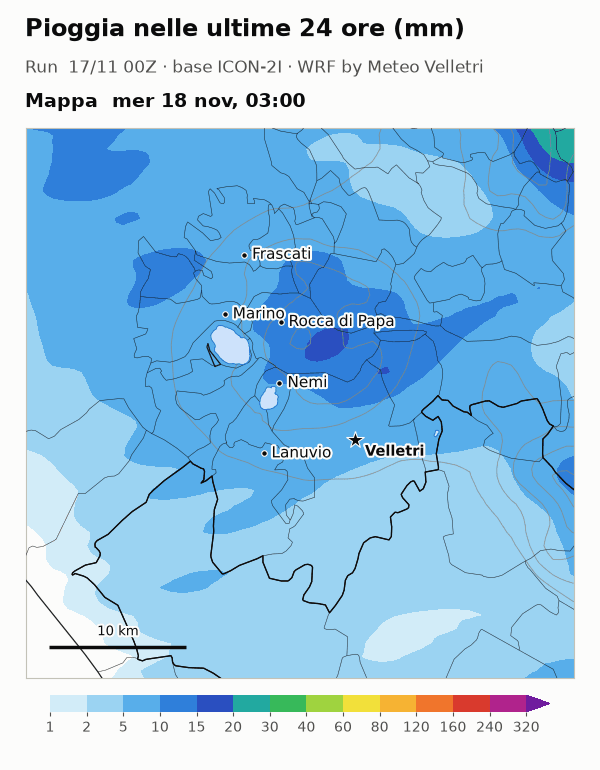 Pioggia nelle ultime 24 ore (mm)
Run  17/11 00Z · base ICON-2I · WRF by Meteo Velletri
Mappa  mer 18 nov, 03:00
Frascati
Marino
Rocca di Papa
Nemi
Velletri
Lanuvio
10 km
1 2 5 10 15 20 30 40 60 80 120 160 240 320